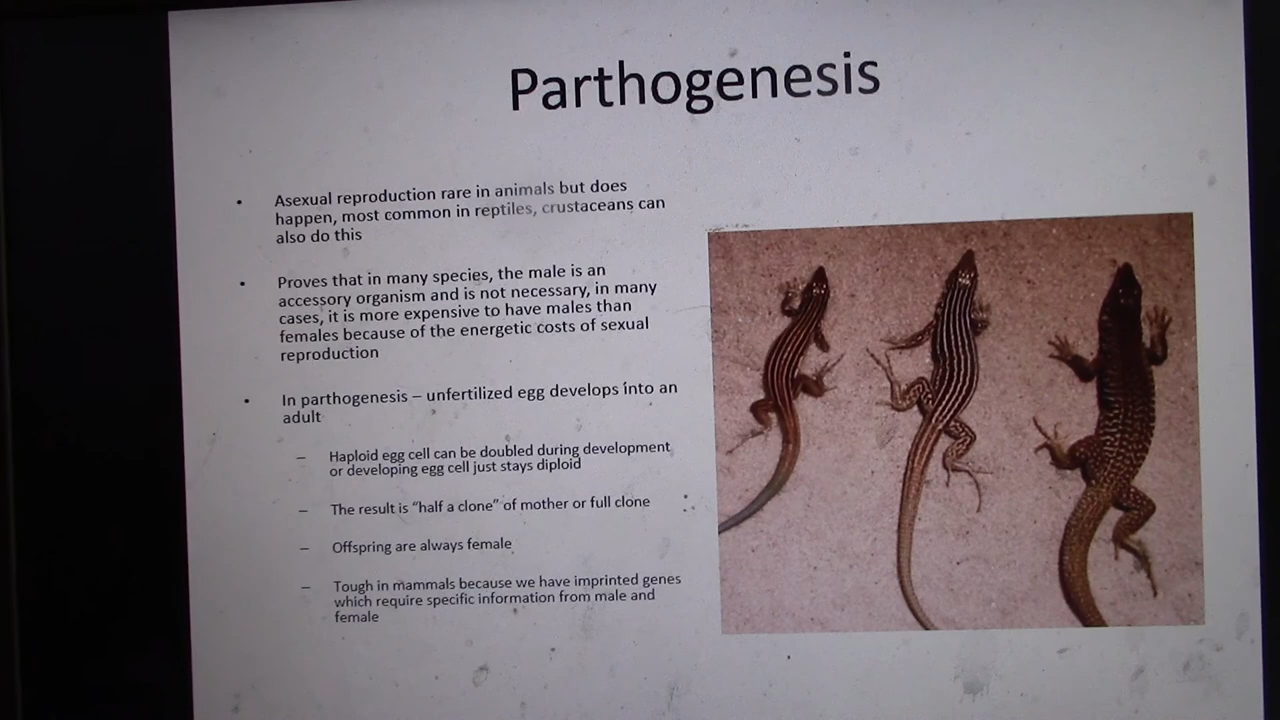 Parthogenesis
• Asexual reproduction rare in animals but does
happen, most common in reptiles, crustaceans can
also do this
• Proves that in many species, the male is an
accessory organism and is not necessary, in many
cases, it is more expensive to have males than
females because of the energetic costs of sexual
reproduction
• In parthogenesis – unfertilized egg develops into an
adult
– Haploid egg cell can be doubled during development
or developing egg cell just stays diploid
– The result is “half a clone” of mother or full clone
– Offspring are always female
– Tough in mammals because we have imprinted genes
which require specific information from male and
female